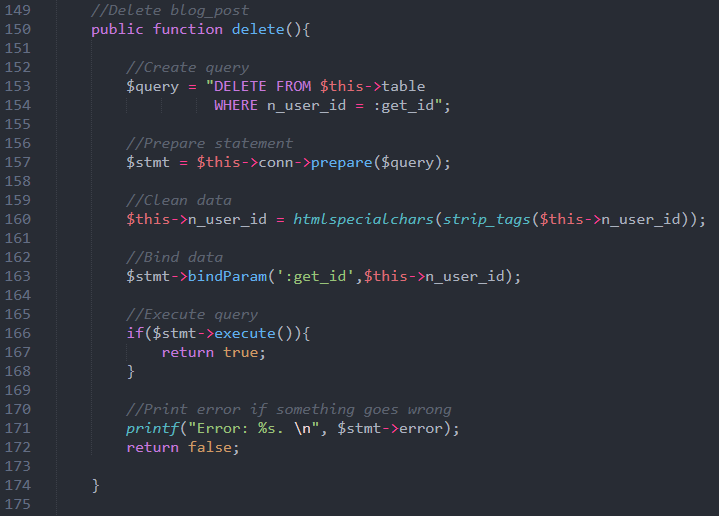 149 //Delete blog_post
150 public function delete(){
151
152 //Create query
153 $query = "DELETE FROM $this->table
154 WHERE n_user_id = :get_id";
155
156 //Prepare statement
157 $stmt = $this->conn->prepare($query);
158
159 //Clean data
160 $this->n_user_id = htmlspecialchars(strip_tags($this->n_user_id));
161
162 //Bind data
163 $stmt->bindParam(':get_id',$this->n_user_id);
164
165 //Execute query
166 if($stmt->execute()){
167 return true;
168 }
169
170 //Print error if something goes wrong
171 printf("Error: %s. \n", $stmt->error);
172 return false;
173
174 }
175